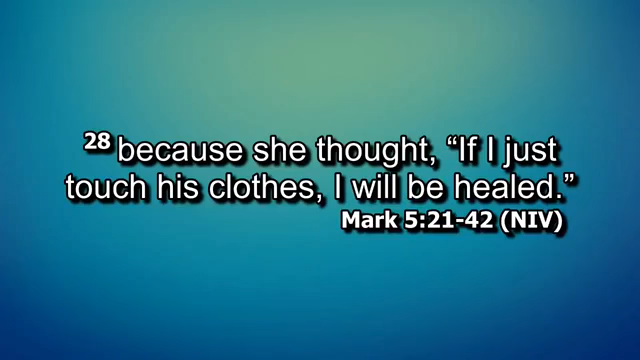 28 because she thought, “If I just
touch his clothes, I will be healed.”
Mark 5:21-42 (NIV)